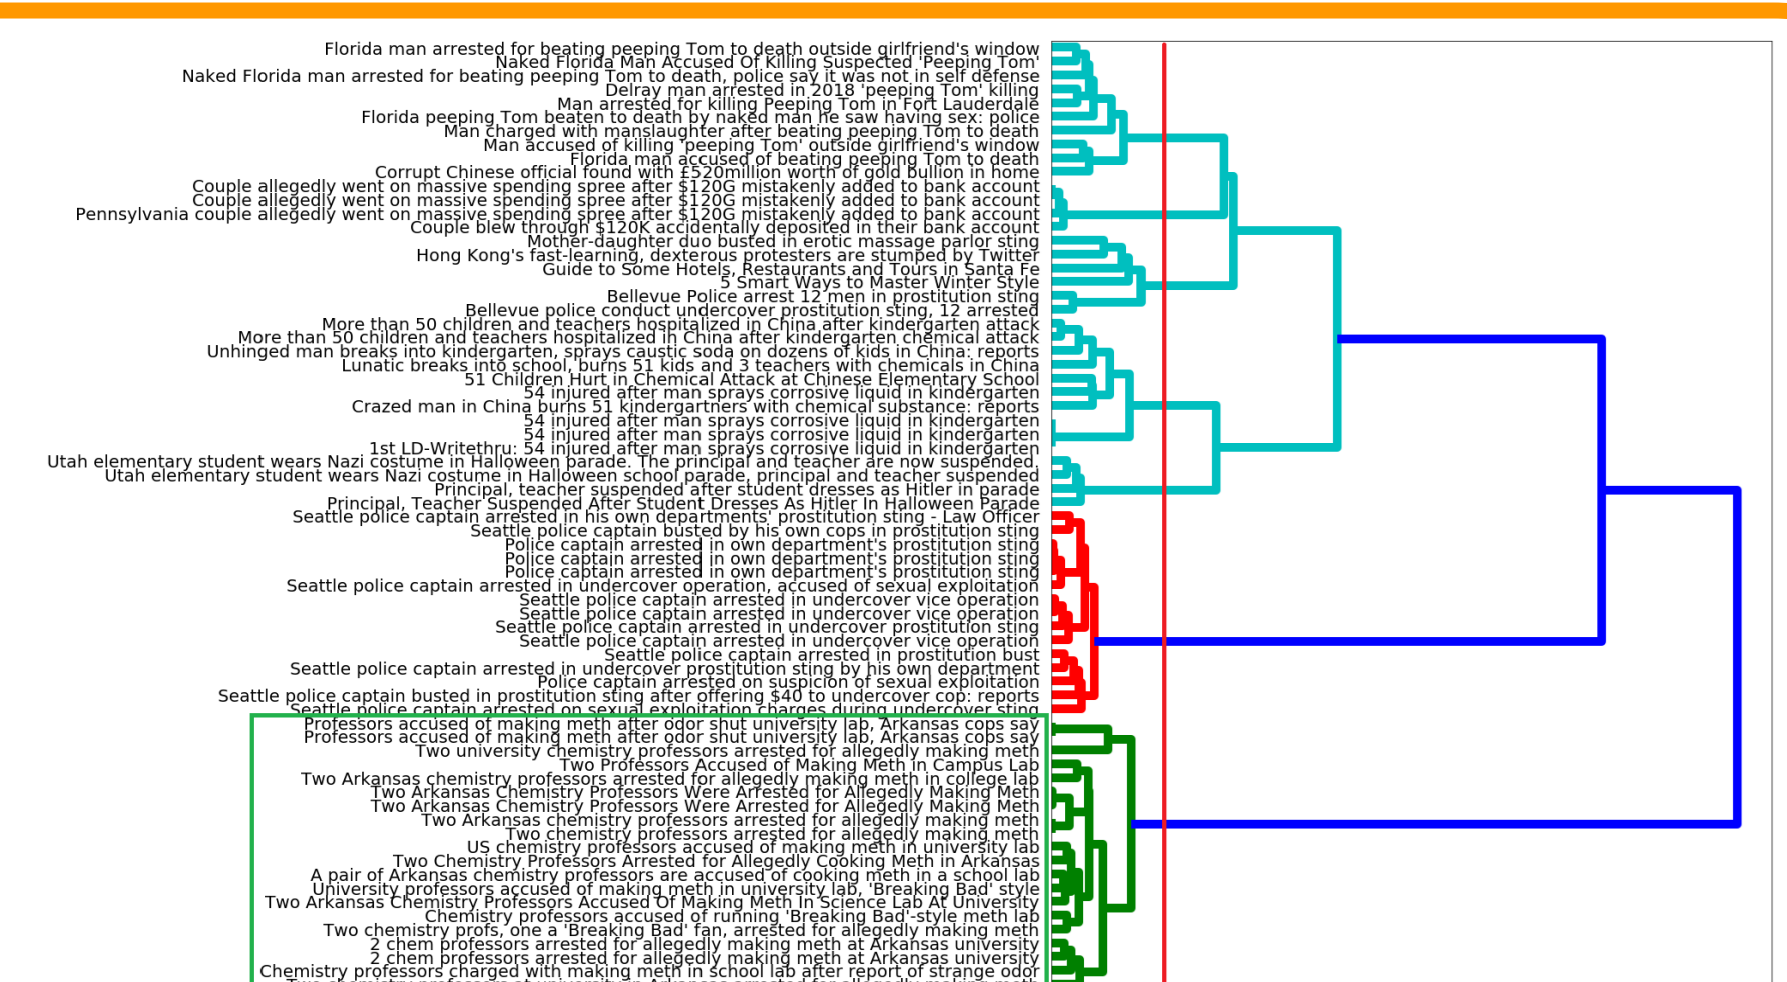 Florida man arrested for beating peeping Tom to death outside girlfriend's window
Naked Florida Man Accused Of Killing Suspected 'Peeping Tom'
Naked Florida man arrested for beating peeping Tom to death, police say it was not in self defense
Delray man arrested in 2018 'peeping Tom' killing
Man arrested for killing Peeping Tom in Fort Lauderdale
Florida peeping Tom beaten to death by naked man he saw having sex: police
Man charged with manslaughter after beating peeping Tom to death
Man accused of killing 'peeping Tom' outside girlfriend's window
Florida man accused of beating peeping Tom to death
Corrupt Chinese official found with £520million worth of gold bullion in home
Couple allegedly went on massive spending spree after $120G mistakenly added to bank account
Couple allegedly went on massive spending spree after $120G mistakenly added to bank account
Pennsylvania couple allegedly went on massive spending spree after $120G mistakenly added to bank account
Couple blew through $120K accidentally deposited in their bank account
Mother-daughter duo busted in erotic massage parlor sting
Hong Kong's fast-learning, dexterous protesters are stumped by Twitter
Guide to Some Hotels, Restaurants and Tours in Santa Fe
5 Smart Ways to Master Winter Style
Bellevue Police arrest 12 men in prostitution sting
Bellevue police conduct undercover prostitution sting, 12 arrested
More than 50 children and teachers hospitalized in China after kindergarten attack
More than 50 children and teachers hospitalized in China after kindergarten chemical attack
Unhinged man breaks into kindergarten, sprays caustic soda on dozens of kids in China: reports
Lunatic breaks into school, burns 51 kids and 3 teachers with chemicals in China
51 Children Hurt in Chemical Attack at Chinese Elementary School
54 injured after man sprays corrosive liquid in kindergarten
Crazed man in China burns 51 kindergartners with chemical substance: reports
54 injured after man sprays corrosive liquid in kindergarten
54 injured after man sprays corrosive liquid in kindergarten
1st LD-Writethru: 54 injured after man sprays corrosive liquid in kindergarten
Utah elementary student wears Nazi costume in Halloween parade. The principal and teacher are now suspended.
Utah elementary student wears Nazi costume in Halloween school parade, principal and teacher suspended
Principal, teacher suspended after student dresses as Hitler in parade
Principal, Teacher Suspended After Student Dresses As Hitler In Halloween Parade
Seattle police captain arrested in his own departments' prostitution sting - Law Officer
Seattle police captain busted by his own cops in prostitution sting
Police captain arrested in own department's prostitution sting
Police captain arrested in own department's prostitution sting
Police captain arrested in own department's prostitution sting
Seattle police captain arrested in undercover operation, accused of sexual exploitation
Seattle police captain arrested in undercover vice operation
Seattle police captain arrested in undercover vice operation
Seattle police captain arrested in undercover prostitution sting
Seattle police captain arrested in undercover vice operation
Seattle police captain arrested in prostitution bust
Seattle police captain arrested in undercover prostitution sting by his own department
Police captain arrested on suspicion of sexual exploitation
Seattle police captain busted in prostitution sting after offering $40 to undercover cop: reports
Seattle police captain arrested on sexual exploitation charges during undercover sting
Professors accused of making meth after odor shut university lab, Arkansas cops say
Professors accused of making meth after odor shut university lab, Arkansas cops say
Two university chemistry professors arrested for allegedly making meth
Two Professors Accused of Making Meth in Campus Lab
Two Arkansas chemistry professors arrested for allegedly making meth in college lab
Two Arkansas Chemistry Professors Were Arrested for Allegedly Making Meth
Two Arkansas Chemistry Professors Were Arrested for Allegedly Making Meth
Two Arkansas chemistry professors arrested for allegedly making meth
Two chemistry professors arrested for allegedly making meth
US chemistry professors accused of making meth in university lab
Two Chemistry Professors Arrested for Allegedly Cooking Meth in Arkansas
A pair of Arkansas chemistry professors are accused of cooking meth in a school lab
University professors accused of making meth in university lab, 'Breaking Bad' style
Two Arkansas Chemistry Professors Accused Of Making Meth In Science Lab At University
Chemistry professors accused of running 'Breaking Bad'-style meth lab
Two chemistry profs, one a 'Breaking Bad' fan, arrested for allegedly making meth
2 chem professors arrested for allegedly making meth at Arkansas university
2 chem professors arrested for allegedly making meth at Arkansas university
Chemistry professors charged with making meth in school lab after report of strange odor